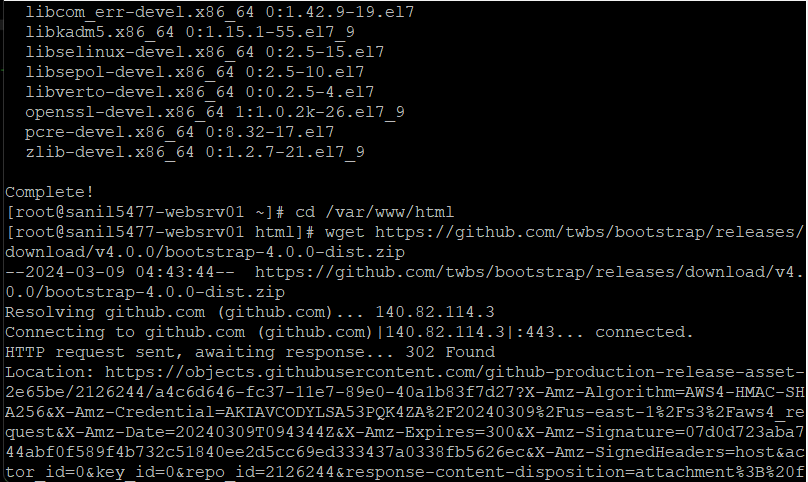 libcom_err-devel.x86_64 0:1.42.9-19.el7
libkadm5.x86_64 0:1.15.1-55.el7_9
libselinux-devel.x86_64 0:2.5-15.el7
libsepol-devel.x86_64 0:2.5-10.el7
libverto-devel.x86_64 0:0.2.5-4.el7
openssl-devel.x86_64 1:1.0.2k-26.el7_9
pcre-devel.x86_64 0:8.32-17.el7
zlib-devel.x86_64 0:1.2.7-21.el7_9
Complete!
[root@sanil5477-websrv01 ~]# cd /var/www/html
[root@sanil5477-websrv01 html]# wget https://github.com/twbs/bootstrap/releases/
download/v4.0.0/bootstrap-4.0.0-dist.zip
--2024-03-09 04:43:44--  https://github.com/twbs/bootstrap/releases/download/v4.
0.0/bootstrap-4.0.0-dist.zip
Resolving github.com (github.com)... 140.82.114.3
Connecting to github.com (github.com)|140.82.114.3|:443... connected.
HTTP request sent, awaiting response... 302 Found
Location: https://objects.githubusercontent.com/github-production-release-asset-
2e65be/2126244/a4c6d646-fc37-11e7-89e0-40a1b83f7d27?X-Amz-Algorithm=AWS4-HMAC-SH
A256&X-Amz-Credential=AKIAVCODYLSA53PQK4ZA%2F20240309%2Fus-east-1%2Fs3%2Faws4_re
quest&X-Amz-Date=20240309T094344Z&X-Amz-Expires=300&X-Amz-Signature=07d0d723aba7
44abf0f589f4b732c51840ee2d5cc69ed333437a0338fb5626ec&X-Amz-SignedHeaders=host&ac
tor_id=0&key_id=0&repo_id=2126244&response-content-disposition=attachment%3B%20f